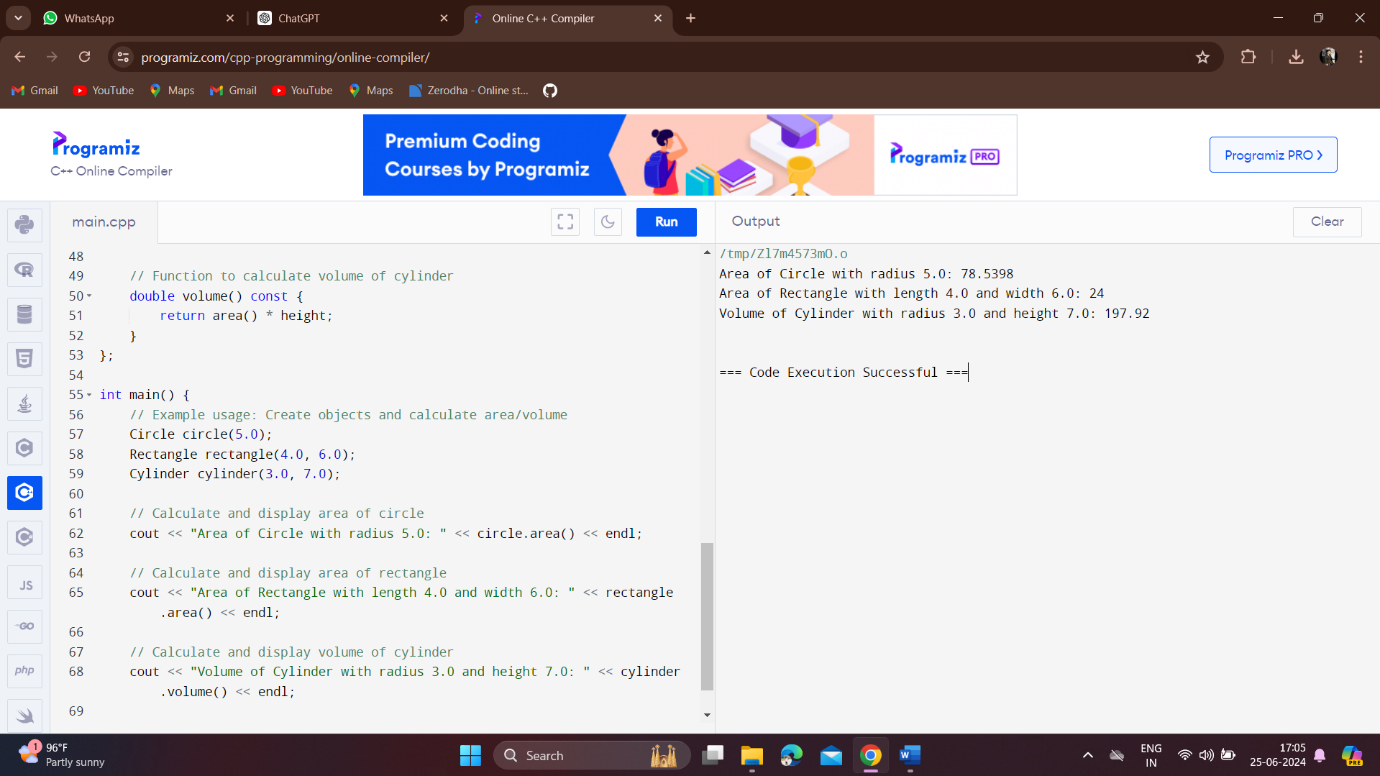 WhatsApp
ChatGPT
Online C++ Compiler
programiz.com/cpp-programming/online-compiler/
Gmail YouTube Maps Gmail YouTube Maps Zerodha - Online st...
Programiz
C++ Online Compiler
Premium Coding
Courses by Programiz
Programiz PRO
Programiz PRO
main.cpp
Run
Output
Clear
48
49 // Function to calculate volume of cylinder
50 double volume() const {
51 return area() * height;
52 }
53 };
54
55 int main() {
56 // Example usage: Create objects and calculate area/volume
57 Circle circle(5.0);
58 Rectangle rectangle(4.0, 6.0);
59 Cylinder cylinder(3.0, 7.0);
60
61 // Calculate and display area of circle
62 cout << "Area of Circle with radius 5.0: " << circle.area() << endl;
63
64 // Calculate and display area of rectangle
65 cout << "Area of Rectangle with length 4.0 and width 6.0: " << rectangle
.area() << endl;
66
67 // Calculate and display volume of cylinder
68 cout << "Volume of Cylinder with radius 3.0 and height 7.0: " << cylinder
.volume() << endl;
69
/tmp/Zl7m4573mO.o
Area of Circle with radius 5.0: 78.5398
Area of Rectangle with length 4.0 and width 6.0: 24
Volume of Cylinder with radius 3.0 and height 7.0: 197.92
=== Code Execution Successful ===
JS
GO
php
1
96°F
Partly sunny
Search
W
ENG
IN
17:05
25-06-2024
PRE